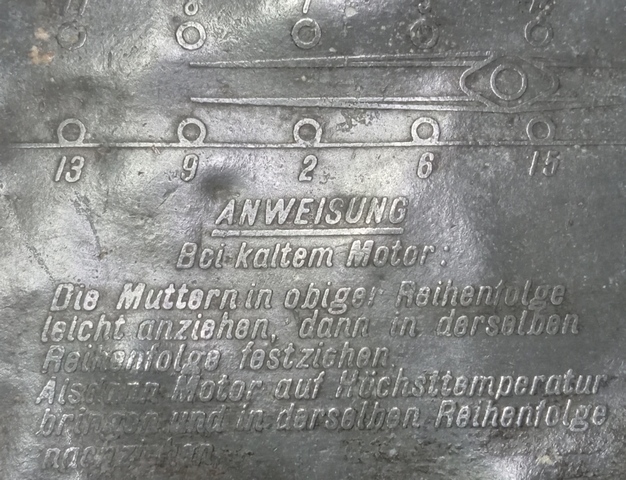 13 9 2 6 15
ANWEISUNG
Bei kaltem Motor:
Die Muttern in obiger Reihenfolge
leicht anziehen, dann in derselben
Reihenfolge festziehen.
Alsdann Motor auf Höchsttemperatur
bringen und in derselben Reihenfolge
nachziehen